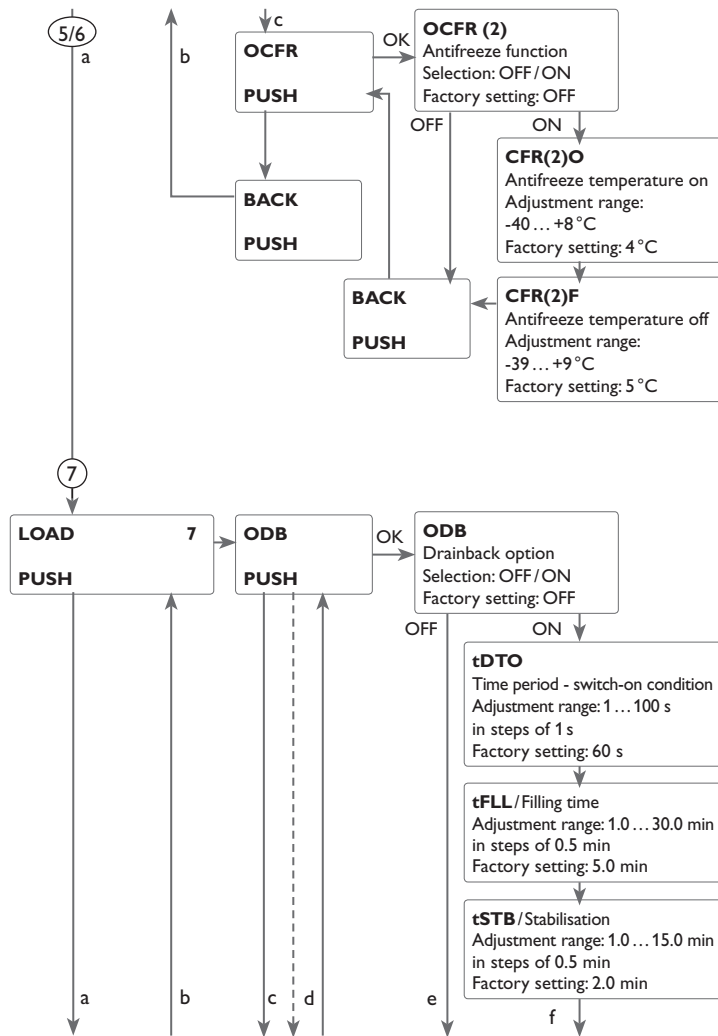 5/6
a
b
c
OCFR
PUSH
OK
OCFR (2)
Antifreeze function
Selection: OFF / ON
Factory setting: OFF
OFF
ON
CFR(2)O
Antifreeze temperature on
Adjustment range:
-40 … +8 °C
Factory setting: 4 °C
BACK
PUSH
BACK
PUSH
CFR(2)F
Antifreeze temperature off
Adjustment range:
-39 … +9 °C
Factory setting: 5 °C
7
LOAD 7
PUSH
ODB
PUSH
OK
ODB
Drainback option
Selection: OFF / ON
Factory setting: OFF
OFF
ON
tDTO
Time period - switch-on condition
Adjustment range: 1 … 100 s
in steps of 1 s
Factory setting: 60 s
tFLL / Filling time
Adjustment range: 1.0 … 30.0 min
in steps of 0.5 min
Factory setting: 5.0 min
tSTB / Stabilisation
Adjustment range: 1.0 … 15.0 min
in steps of 0.5 min
Factory setting: 2.0 min
a
b
c
d
e
f